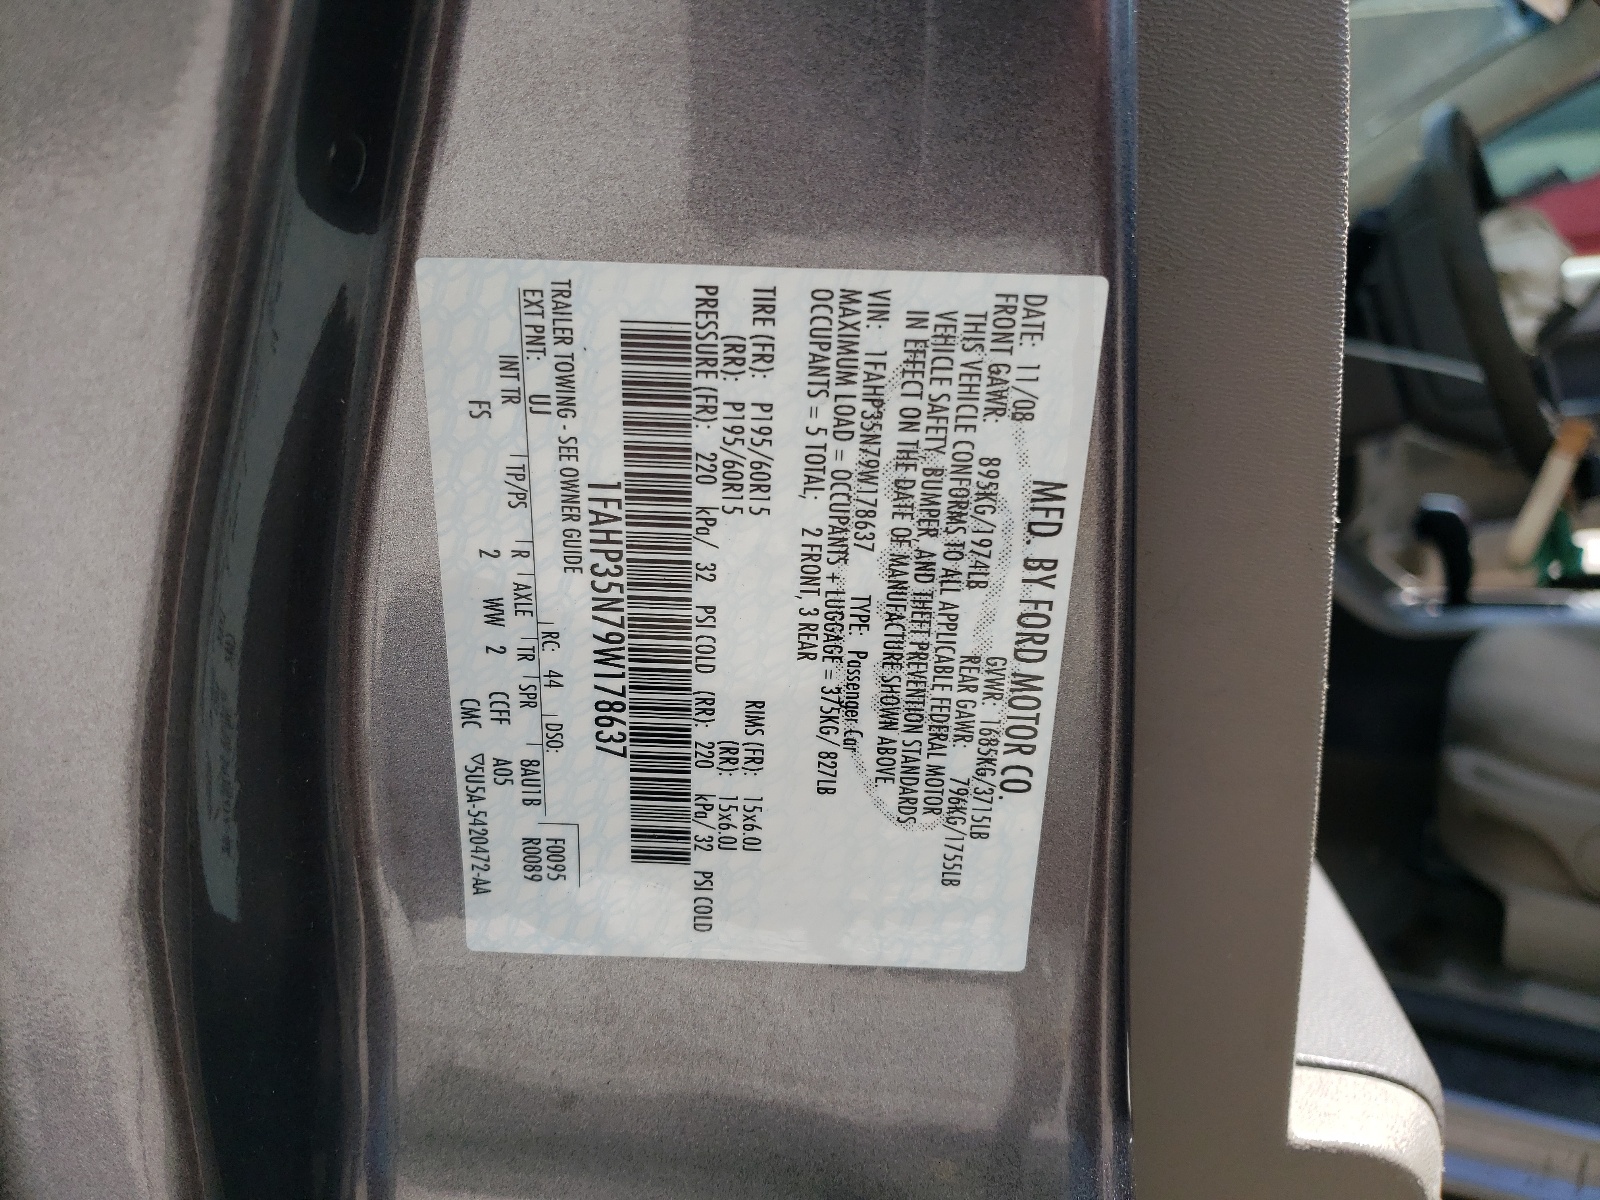 MFD. BY FORD MOTOR CO.
DATE: 11/08 GVWR: 1685KG/3715LB
FRONT GAWR: 895KG/1974LB REAR GAWR: 796KG/1755LB
THIS VEHICLE CONFORMS TO ALL APPLICABLE FEDERAL MOTOR
VEHICLE SAFETY, BUMPER, AND THEFT PREVENTION STANDARDS
IN EFFECT ON THE DATE OF MANUFACTURE SHOWN ABOVE.
VIN: 1FAHP35N79W178637 TYPE: Passenger Car
MAXIMUM LOAD = OCCUPANTS + LUGGAGE = 375KG/ 827LB
OCCUPANTS = 5 TOTAL, 2 FRONT, 3 REAR
TIRE (FR): P195/60R15 RIMS (FR): 15x6.0J
(RR): P195/60R15 (RR): 15x6.0J
PRESSURE (FR): 220 kPa/ 32 PSI COLD (RR): 220 kPa/ 32 PSI COLD
1FAHP35N79W178637
TRAILER TOWING - SEE OWNER GUIDE F0095
EXT PNT: UJ RC: 44 DSO: R0089
INT TR TP/PS R AXLE TR SPR 8AU1B
FS 2 WW 2 CCFF A05
CMC ▽5U5A-5420472-AA